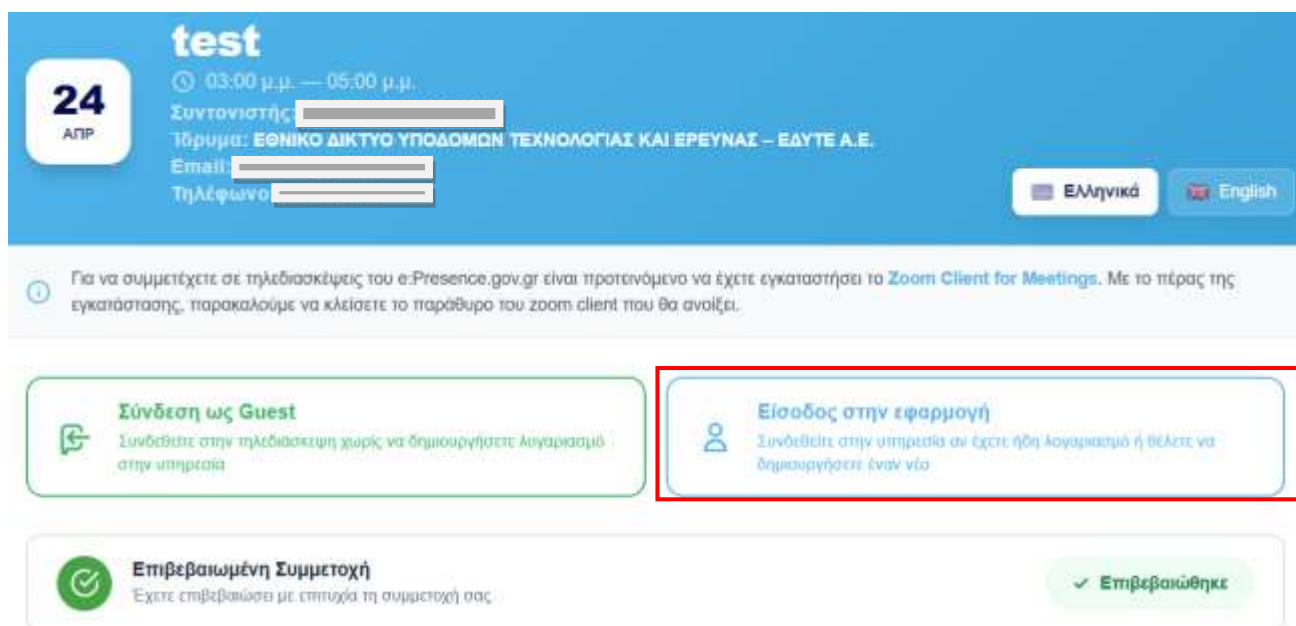 test
24
ΑΠΡ
03:00 μ.μ. — 05:00 μ.μ.
Συντονιστής:
Ίδρυμα: ΕΘΝΙΚΟ ΔΙΚΤΥΟ ΥΠΟΔΟΜΩΝ ΤΕΧΝΟΛΟΓΙΑΣ ΚΑΙ ΕΡΕΥΝΑΣ – ΕΔΥΤΕ Α.Ε.
Email:
Τηλέφωνο
Ελληνικά
English
Για να συμμετέχετε σε τηλεδιασκέψεις του e:Presence.gov.gr είναι προτεινόμενο να έχετε εγκαταστήσει το Zoom Client for Meetings. Με το πέρας της
εγκατάστασης, παρακαλούμε να κλείσετε το παράθυρο του zoom client που θα ανοίξει.
Σύνδεση ως Guest
Συνδεθείτε στην τηλεδιάσκεψη χωρίς να δημιουργήσετε λογαριασμό
στην υπηρεσία
Είσοδος στην εφαρμογή
Συνδεθείτε στην υπηρεσία αν έχετε ήδη λογαριασμό ή θέλετε να
δημιουργήσετε έναν νέο
Επιβεβαιωμένη Συμμετοχή
Έχετε επιβεβαιώσει με επιτυχία τη συμμετοχή σας
Επιβεβαιώθηκε